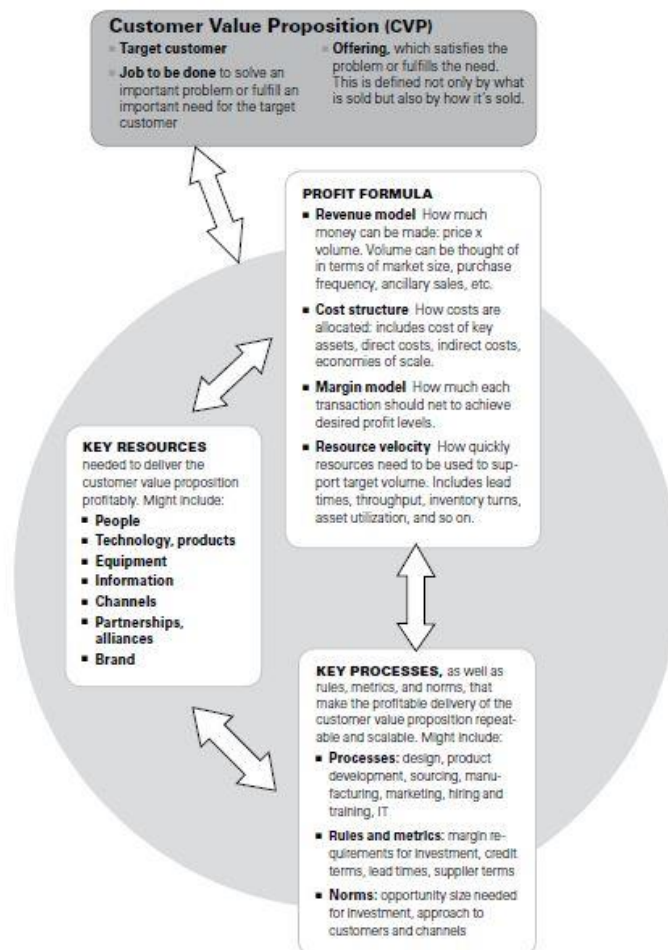 Customer Value Proposition (CVP)
▪ Target customer
▪ Job to be done to solve an
important problem or fulfill an
important need for the target
customer
▪ Offering, which satisfies the
problem or fulfills the need.
This is defined not only by what
is sold but also by how it's sold.
PROFIT FORMULA
▪ Revenue model How much
money can be made: price x
volume. Volume can be thought of
in terms of market size, purchase
frequency, ancillary sales, etc.
▪ Cost structure How costs are
allocated: includes cost of key
assets, direct costs, indirect costs,
economies of scale.
▪ Margin model How much each
transaction should net to achieve
desired profit levels.
▪ Resource velocity How quickly
resources need to be used to sup-
port target volume. Includes lead
times, throughput, inventory turns,
asset utilization, and so on.
KEY RESOURCES
needed to deliver the
customer value proposition
profitably. Might include:
▪ People
▪ Technology, products
▪ Equipment
▪ Information
▪ Channels
▪ Partnerships,
alliances
▪ Brand
KEY PROCESSES, as well as
rules, metrics, and norms, that
make the profitable delivery of the
customer value proposition repeat-
able and scalable. Might include:
▪ Processes: design, product
development, sourcing, manu-
facturing, marketing, hiring and
training, IT
▪ Rules and metrics: margin re-
quirements for investment, credit
terms, lead times, supplier terms
▪ Norms: opportunity size needed
for investment, approach to
customers and channels